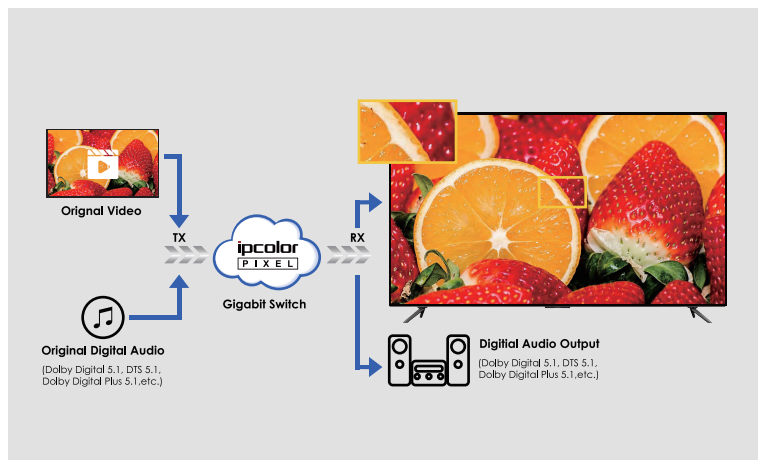 Orignal Video
TX
ipcolor
PIXEL
RX
Gigabit Switch
Original Digital Audio
(Dolby Digital 5.1, DTS 5.1,
Dolby Digital Plus 5.1,etc.)
Digitial Audio Output
(Dolby Digital 5.1, DTS 5.1,
Dolby Digital Plus 5.1,etc.)